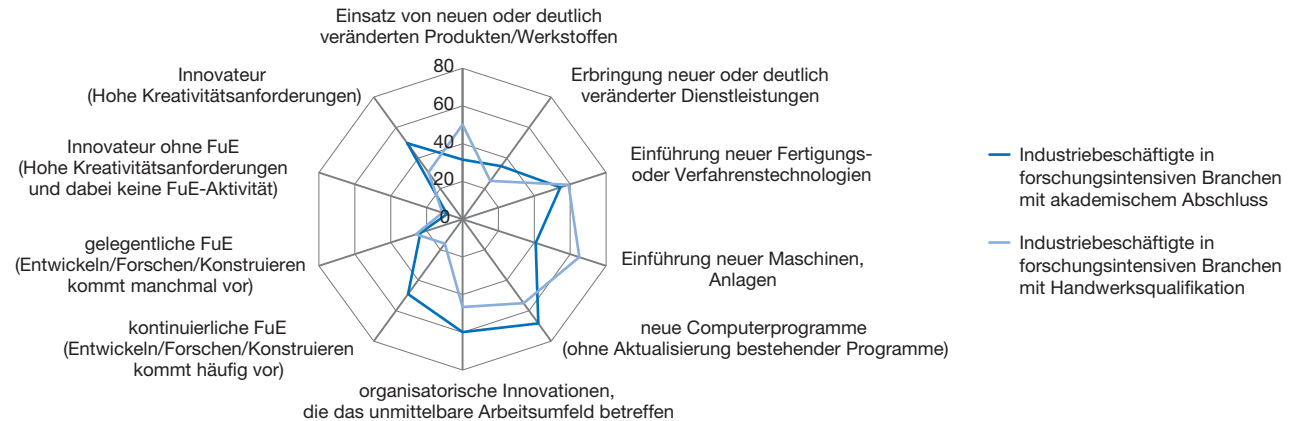 Einsatz von neuen oder deutlich
veränderten Produkten/Werkstoffen
80
60
40
20
0
Erbringung neuer oder deutlich
veränderter Dienstleistungen
Einführung neuer Fertigungs-
oder Verfahrenstechnologien
Einführung neuer Maschinen,
Anlagen
neue Computerprogramme
(ohne Aktualisierung bestehender Programme)
organisatorische Innovationen,
die das unmittelbare Arbeitsumfeld betreffen
kontinuierliche FuE
(Entwickeln/Forschen/Konstruieren
kommt häufig vor)
gelegentliche FuE
(Entwickeln/Forschen/Konstruieren
kommt manchmal vor)
Innovateur ohne FuE
(Hohe Kreativitätsanforderungen
und dabei keine FuE-Aktivität)
Innovateur
(Hohe Kreativitätsanforderungen)
Industriebeschäftigte in
forschungsintensiven Branchen
mit akademischem Abschluss
Industriebeschäftigte in
forschungsintensiven Branchen
mit Handwerksqualifikation